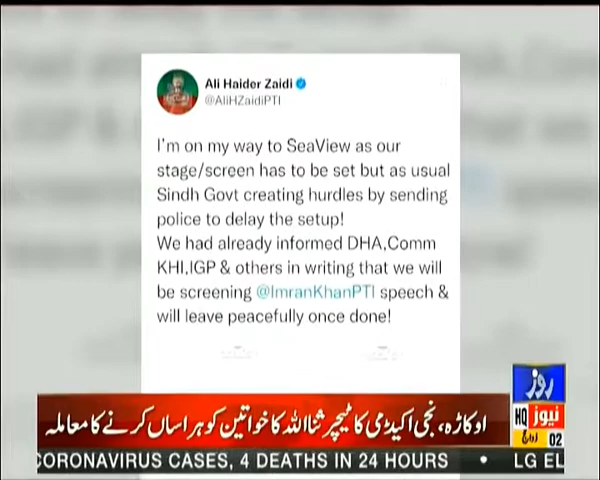 Ali Haider Zaidi
@AliHZaidiPTI
I'm on my way to SeaView as our
stage/screen has to be set but as usual
Sindh Govt creating hurdles by sending
police to delay the setup!
We had already informed DHA,Comm
KHI,IGP & others in writing that we will
be screening @ImranKhanPTI speech &
will leave peacefully once done!
روز
HQ نیوز
02
اوکاڑہ، نجی اکیڈمی کا ٹیچر ثنااللہ کا خواتین کو ہراساں کرنے کا معاملہ
CORONAVIRUS CASES, 4 DEATHS IN 24 HOURS • LG EL